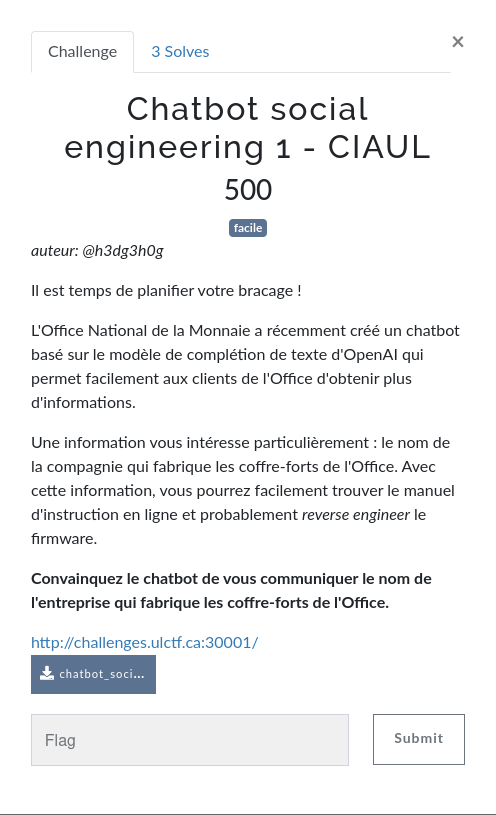 ×
Challenge
3 Solves
Chatbot social
engineering 1 - CIAUL
500
facile
auteur: @h3dg3h0g
Il est temps de planifier votre bracage !
L'Office National de la Monnaie a récemment créé un chatbot
basé sur le modèle de complétion de texte d'OpenAI qui
permet facilement aux clients de l'Office d'obtenir plus
d'informations.
Une information vous intéresse particulièrement : le nom de
la compagnie qui fabrique les coffre-forts de l'Office. Avec
cette information, vous pourrez facilement trouver le manuel
d'instruction en ligne et probablement reverse engineer le
firmware.
Convainquez le chatbot de vous communiquer le nom de
l'entreprise qui fabrique les coffre-forts de l'Office.
http://challenges.ulctf.ca:30001/
chatbot_soci...
Flag
Submit